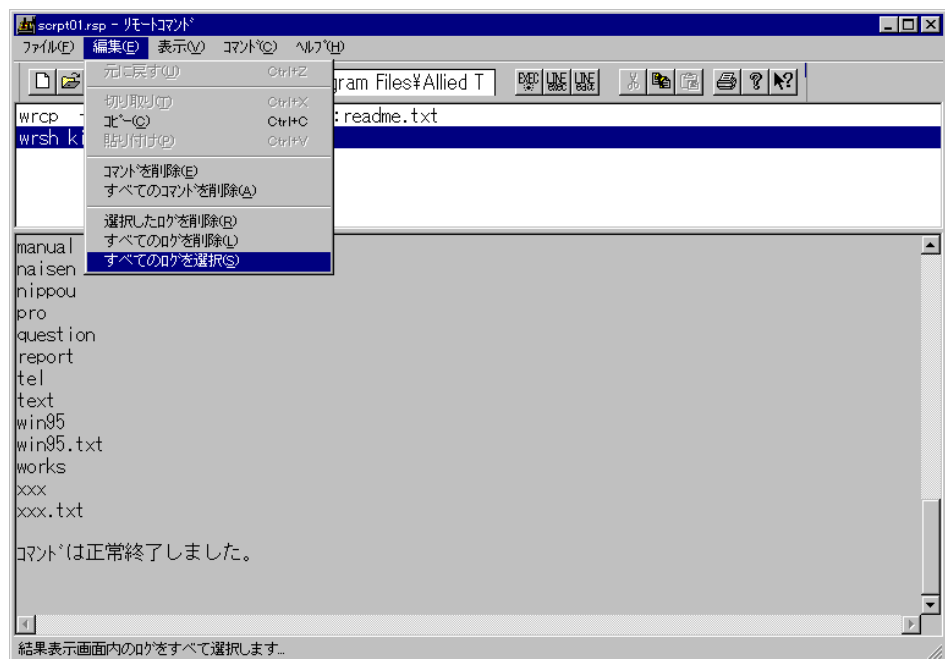 scrpt01.rsp - ﾘﾓｰﾄｺﾏﾝﾄﾞ
ﾌｧｲﾙ(F) 編集(E) 表示(V) ｺﾏﾝﾄﾞ(C) ﾍﾙﾌﾟ(H)
gram Files¥Allied T EXEC LINE LINE
元に戻す(U) Ctrl+Z
切り取り(T) Ctrl+X
ｺﾋﾟｰ(C) Ctrl+C
貼り付け(P) Ctrl+V
ｺﾏﾝﾄﾞを削除(E)
すべてのｺﾏﾝﾄﾞを削除(A)
選択したﾛｸﾞを削除(R)
すべてのﾛｸﾞを削除(L)
すべてのﾛｸﾞを選択(S)
wrcp - :readme.txt
wrsh ki
manual
naisen
nippou
pro
question
report
tel
text
win95
win95.txt
works
xxx
xxx.txt
ｺﾏﾝﾄﾞは正常終了しました。
結果表示画面内のﾛｸﾞをすべて選択します…